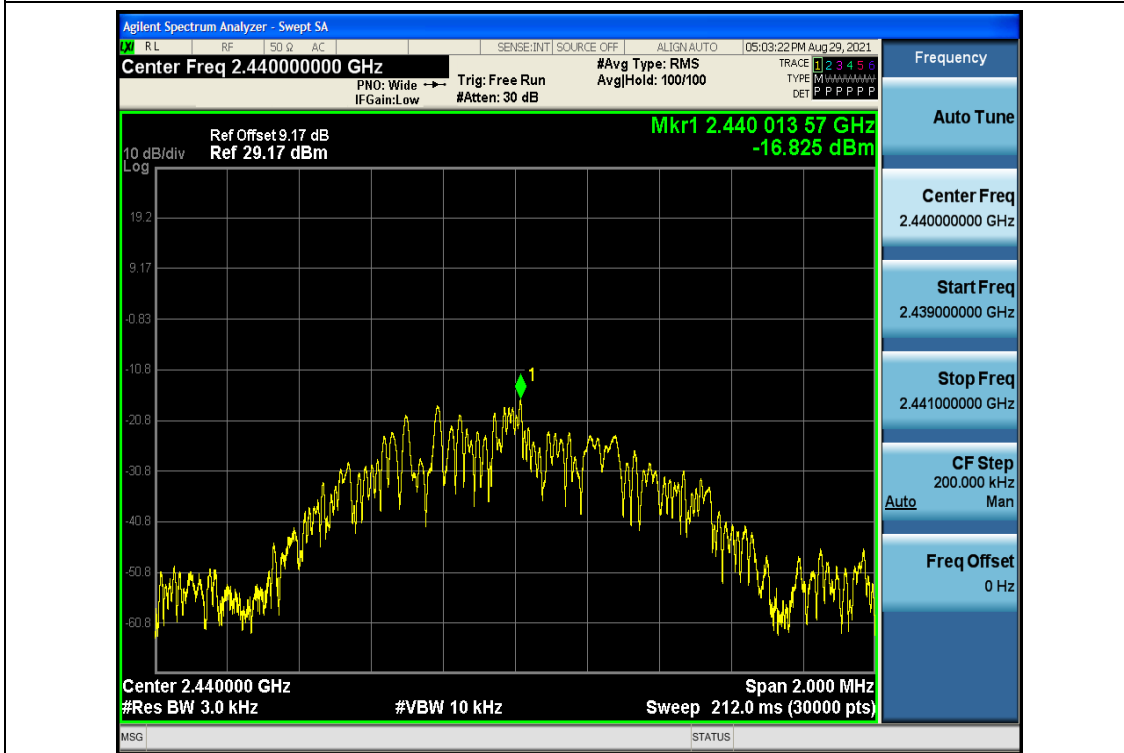 Agilent Spectrum Analyzer - Swept SA
LXI RL RF 50 Ω AC SENSE:INT SOURCE OFF ALIGN AUTO 05:03:22 PM Aug 29, 2021
Center Freq 2.440000000 GHz
PNO: Wide
IFGain:Low
Trig: Free Run
#Atten: 30 dB
#Avg Type: RMS
Avg|Hold: 100/100
TRACE 1 2 3 4 5 6
TYPE M
DET P P P P P P
Ref Offset 9.17 dB
10 dB/div Ref 29.17 dBm
Log
Mkr1 2.440 013 57 GHz
-16.825 dBm
19.2
9.17
-0.83
-10.8
-20.8
-30.8
-40.8
-50.8
-60.8
1
Center 2.440000 GHz Span 2.000 MHz
#Res BW 3.0 kHz #VBW 10 kHz Sweep 212.0 ms (30000 pts)
MSG STATUS
Frequency
Auto Tune
Center Freq
2.440000000 GHz
Start Freq
2.439000000 GHz
Stop Freq
2.441000000 GHz
CF Step
200.000 kHz
Auto Man
Freq Offset
0 Hz